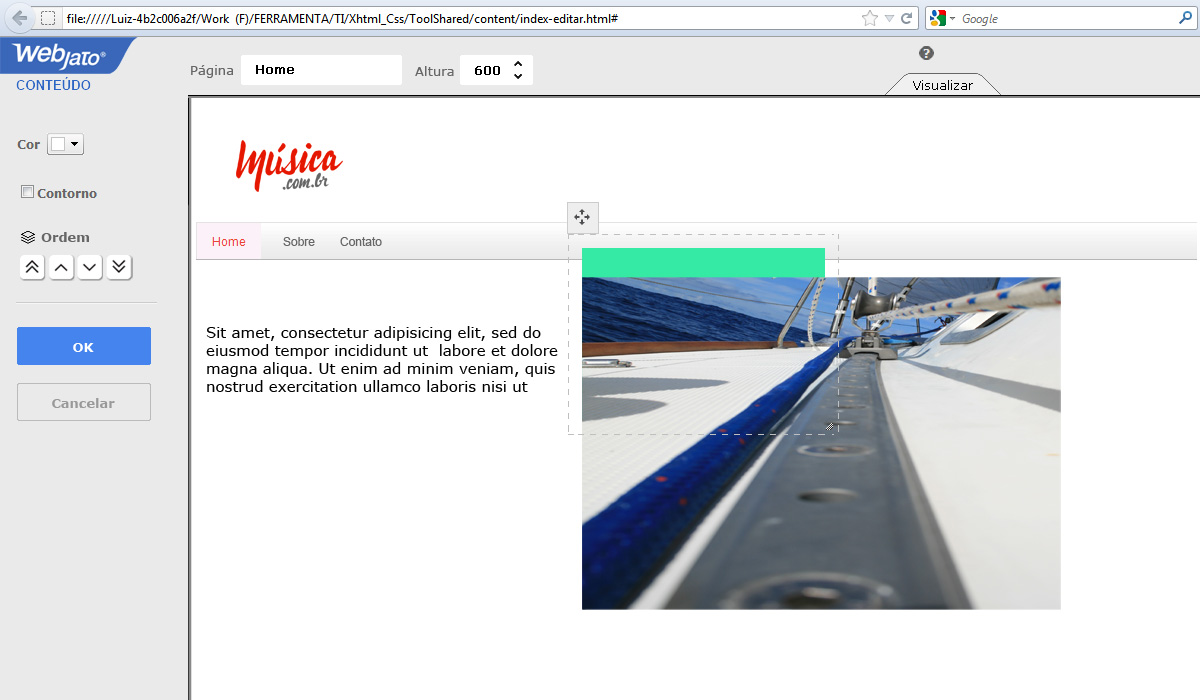 file://///Luiz-4b2c006a2f/Work (F)/FERRAMENTA/TI/Xhtml_Css/ToolShared/content/index-editar.html#
Google
Webjato®
CONTEÚDO
Página
Home
Altura
600
?
Visualizar
Cor
Contorno
Ordem
OK
Cancelar
Música
.com.br
Home
Sobre
Contato
Sit amet, consectetur adipisicing elit, sed do
eiusmod tempor incididunt ut  labore et dolore
magna aliqua. Ut enim ad minim veniam, quis
nostrud exercitation ullamco laboris nisi ut